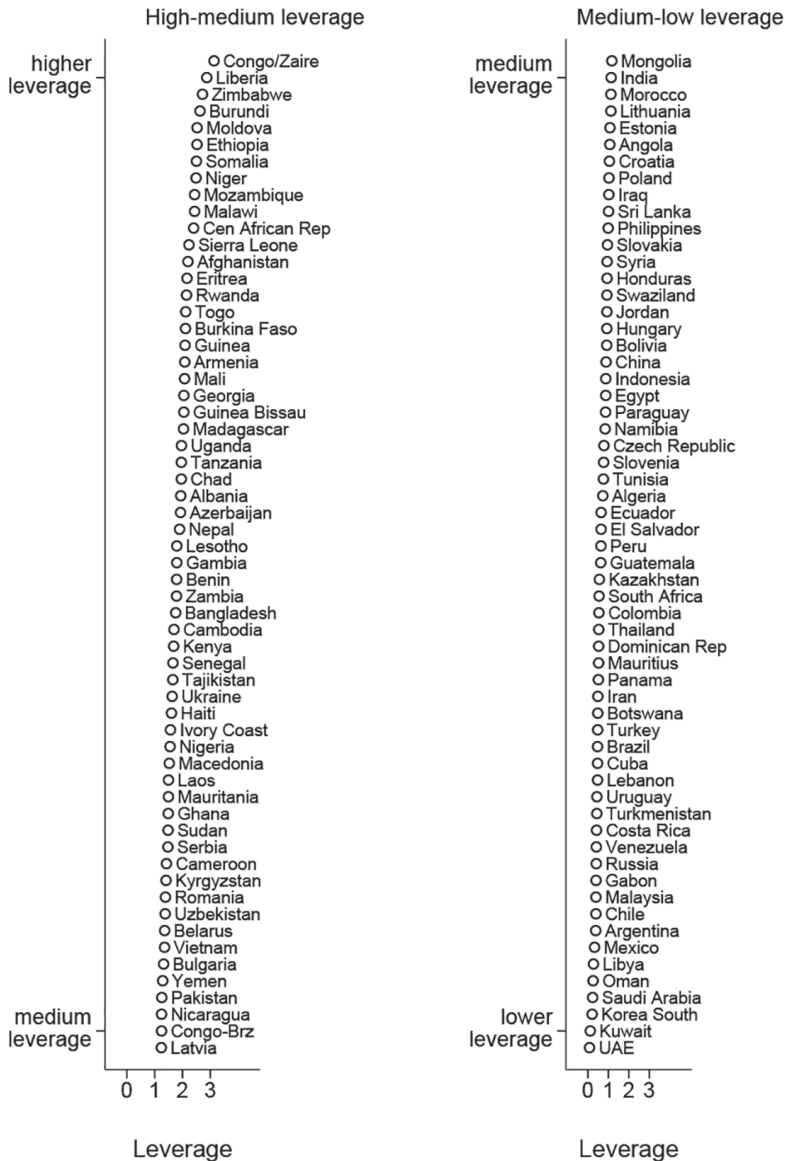 High-medium leverage
higher
leverage
Congo/Zaire
Liberia
Zimbabwe
Burundi
Moldova
Ethiopia
Somalia
Niger
Mozambique
Malawi
Cen African Rep
Sierra Leone
Afghanistan
Eritrea
Rwanda
Togo
Burkina Faso
Guinea
Armenia
Mali
Georgia
Guinea Bissau
Madagascar
Uganda
Tanzania
Chad
Albania
Azerbaijan
Nepal
Lesotho
Gambia
Benin
Zambia
Bangladesh
Cambodia
Kenya
Senegal
Tajikistan
Ukraine
Haiti
Ivory Coast
Nigeria
Macedonia
Laos
Mauritania
Ghana
Sudan
Serbia
Cameroon
Kyrgyzstan
Romania
Uzbekistan
Belarus
Vietnam
Bulgaria
Yemen
Pakistan
Nicaragua
Congo-Brz
Latvia
medium
leverage
0 1 2 3
Leverage
Medium-low leverage
medium
leverage
Mongolia
India
Morocco
Lithuania
Estonia
Angola
Croatia
Poland
Iraq
Sri Lanka
Philippines
Slovakia
Syria
Honduras
Swaziland
Jordan
Hungary
Bolivia
China
Indonesia
Egypt
Paraguay
Namibia
Czech Republic
Slovenia
Tunisia
Algeria
Ecuador
El Salvador
Peru
Guatemala
Kazakhstan
South Africa
Colombia
Thailand
Dominican Rep
Mauritius
Panama
Iran
Botswana
Turkey
Brazil
Cuba
Lebanon
Uruguay
Turkmenistan
Costa Rica
Venezuela
Russia
Gabon
Malaysia
Chile
Argentina
Mexico
Libya
Oman
Saudi Arabia
Korea South
Kuwait
UAE
lower
leverage
0 1 2 3
Leverage